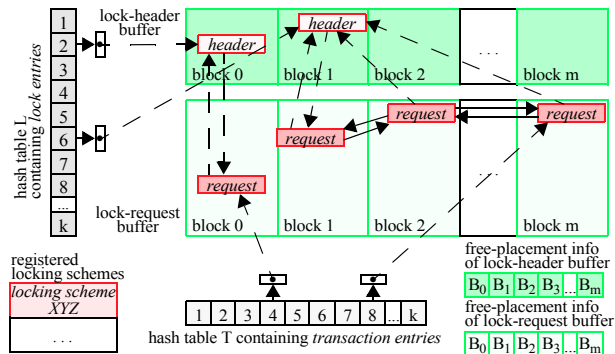 hash table L
containing lock entries
1
2
3
4
5
6
7
8
...
k
lock-header
buffer
header
header
block 0
block 1
block 2
. . .
block m
request
request
request
request
. . .
lock-request
buffer
block 0
block 1
block 2
block m
registered
locking schemes
locking scheme
XYZ
. . .
1 2 3 4 5 6 7 8 ... k
hash table T containing transaction entries
free-placement info
of lock-header buffer
B0 B1 B2 B3 ... Bm
free-placement info
of lock-request buffer
B0 B1 B2 B3 ... Bm